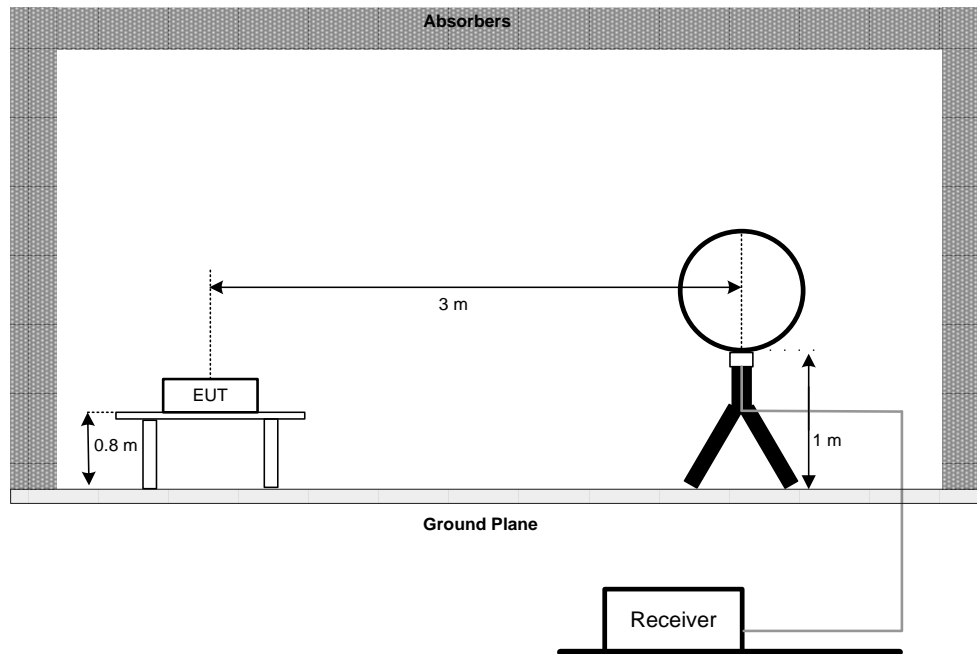 Absorbers
3 m
EUT
0.8 m
1 m
Ground Plane
Receiver